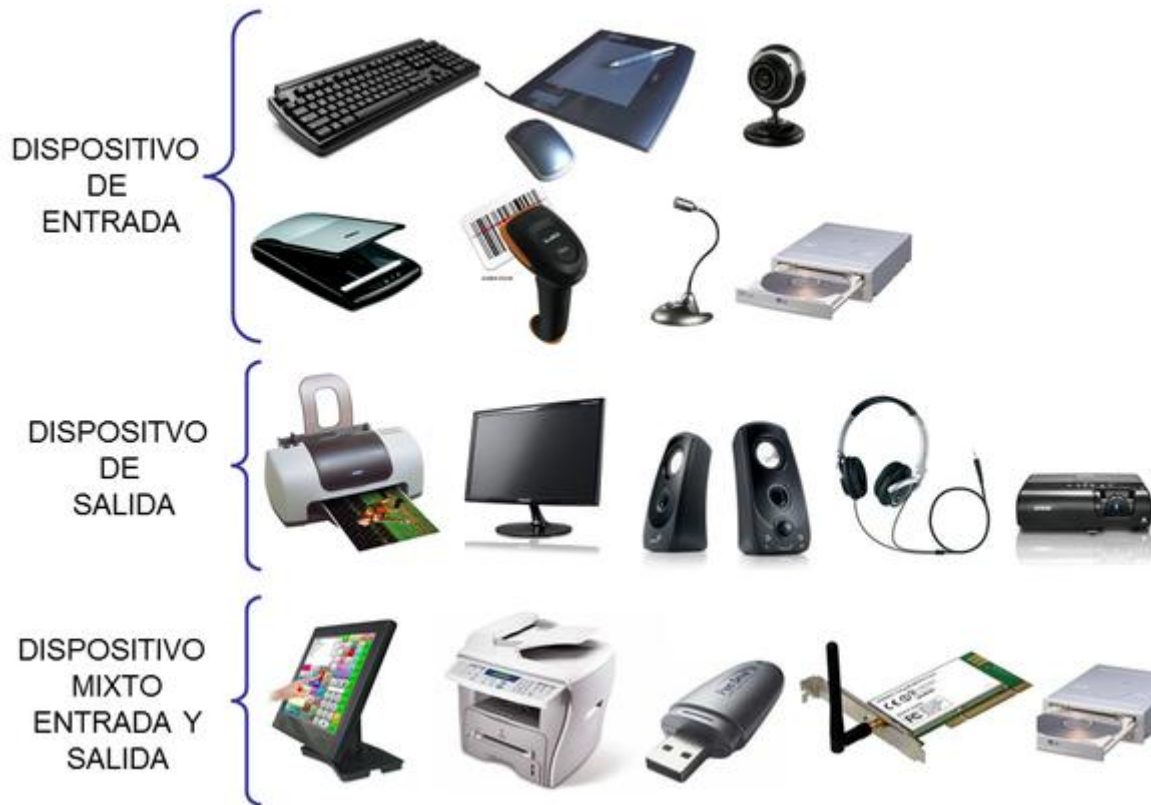 DISPOSITIVO
DE
ENTRADA
DISPOSITVO
DE
SALIDA
DISPOSITIVO
MIXTO
ENTRADA Y
SALIDA